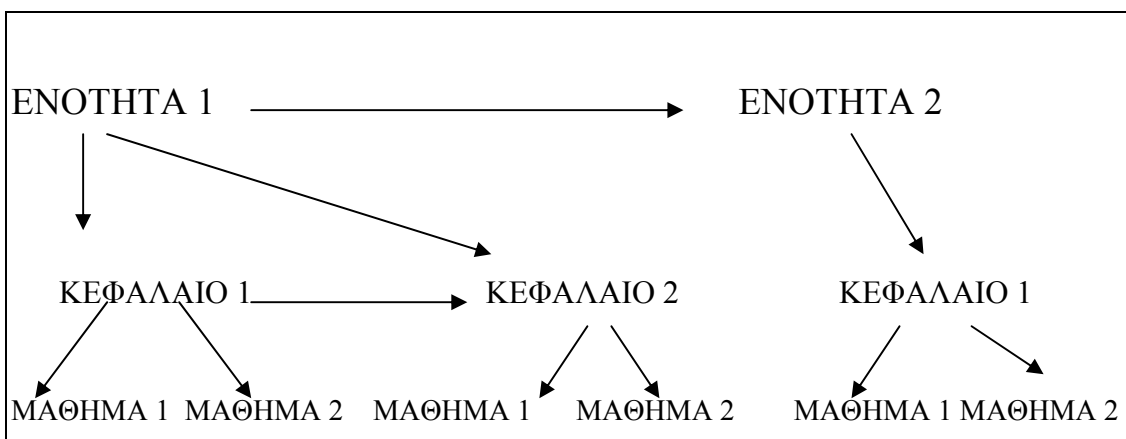 ΕΝΟΤΗΤΑ 1 ΕΝΟΤΗΤΑ 2
ΚΕΦΑΛΑΙΟ 1 ΚΕΦΑΛΑΙΟ 2 ΚΕΦΑΛΑΙΟ 1
ΜΑΘΗΜΑ 1 ΜΑΘΗΜΑ 2 ΜΑΘΗΜΑ 1 ΜΑΘΗΜΑ 2 ΜΑΘΗΜΑ 1 ΜΑΘΗΜΑ 2